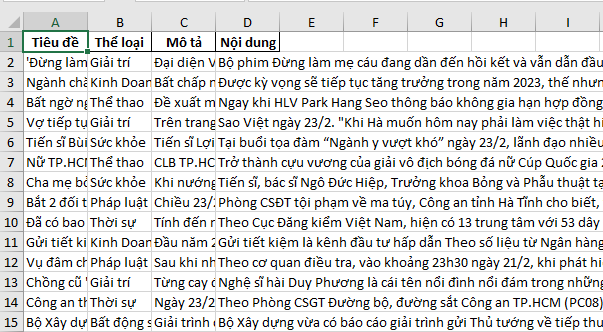 A B C D E F G H I
1 Tiêu đề Thể loại Mô tả Nội dung
2 'Đừng làm Giải trí Đại diện V Bộ phim Đừng làm mẹ cáu đang dần đến hồi kết và vẫn dẫn đầu
3 Ngành chă Kinh Doan Bất chấp n Được kỳ vọng sẽ tiếp tục tăng trưởng trong năm 2023, thế nhưn
4 Bất ngờ ng Thể thao Đề xuất m Ngay khi HLV Park Hang Seo thông báo không gia hạn hợp đồng
5 Vợ tiếp tụ Giải trí Trên trang Sao Việt ngày 23/2. "Khi Hà muốn hôm nay phải làm việc thật hi
6 Tiến sĩ Bùi Sức khỏe Tiến sĩ Lợi Tại buổi tọa đàm “Ngành y vượt khó” ngày 23/2, lãnh đạo nhiều
7 Nữ TP.HCM Thể thao CLB TP.HC Trở thành cựu vương của giải vô địch bóng đá nữ Cúp Quốc gia 2
8 Cha mẹ bỏ Sức khỏe Khi nướng Tiến sĩ, bác sĩ Ngô Đức Hiệp, Trưởng khoa Bỏng và Phẫu thuật tạ
9 Bắt 2 đối t Pháp luật Chiều 23/2 Phòng CSĐT tội phạm về ma túy, Công an tỉnh Hà Tĩnh cho biết,
10 Đã có bao Thời sự Tính đến n Theo Cục Đăng kiểm Việt Nam, hiện có 13 trung tâm với 53 dây
11 Gửi tiết ki Kinh Doan Đầu năm 2 Gửi tiết kiệm là kênh đầu tư hấp dẫn Theo số liệu từ Ngân hàng
12 Vụ đâm ch Pháp luật Sau khi nh Theo cơ quan điều tra, vào khoảng 23h30 ngày 21/2, khi phát hi
13 Chồng cũ ' Giải trí Từng cay đ Nghệ sĩ hài Duy Phương là cái tên nổi đình nổi đám trong những
14 Công an th Thời sự Ngày 23/2 Theo Phòng CSGT Đường bộ, đường sắt Công an TP.HCM (PC08)
15 Bộ Xây dựn Bất động s Giải trình c Bộ Xây dựng vừa có báo cáo giải trình gửi Thủ tướng về tiếp thu